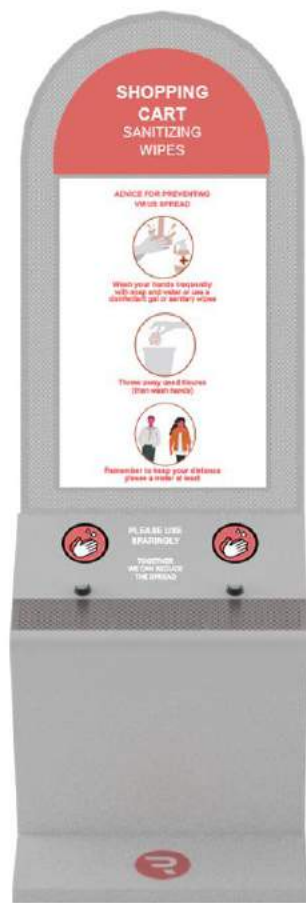 SHOPPING
CART
SANITIZING
WIPES
ADVICE FOR PREVENTING
VIRUS SPREAD
Wash your hands frequently
with soap and water or use a
disinfectant gel or sanitary wipes
Throw away used tissues
(then wash hands)
Remember to keep your distance
please a meter at least
PLEASE USE
SPARINGLY
TOGETHER
WE CAN REDUCE
THE SPREAD